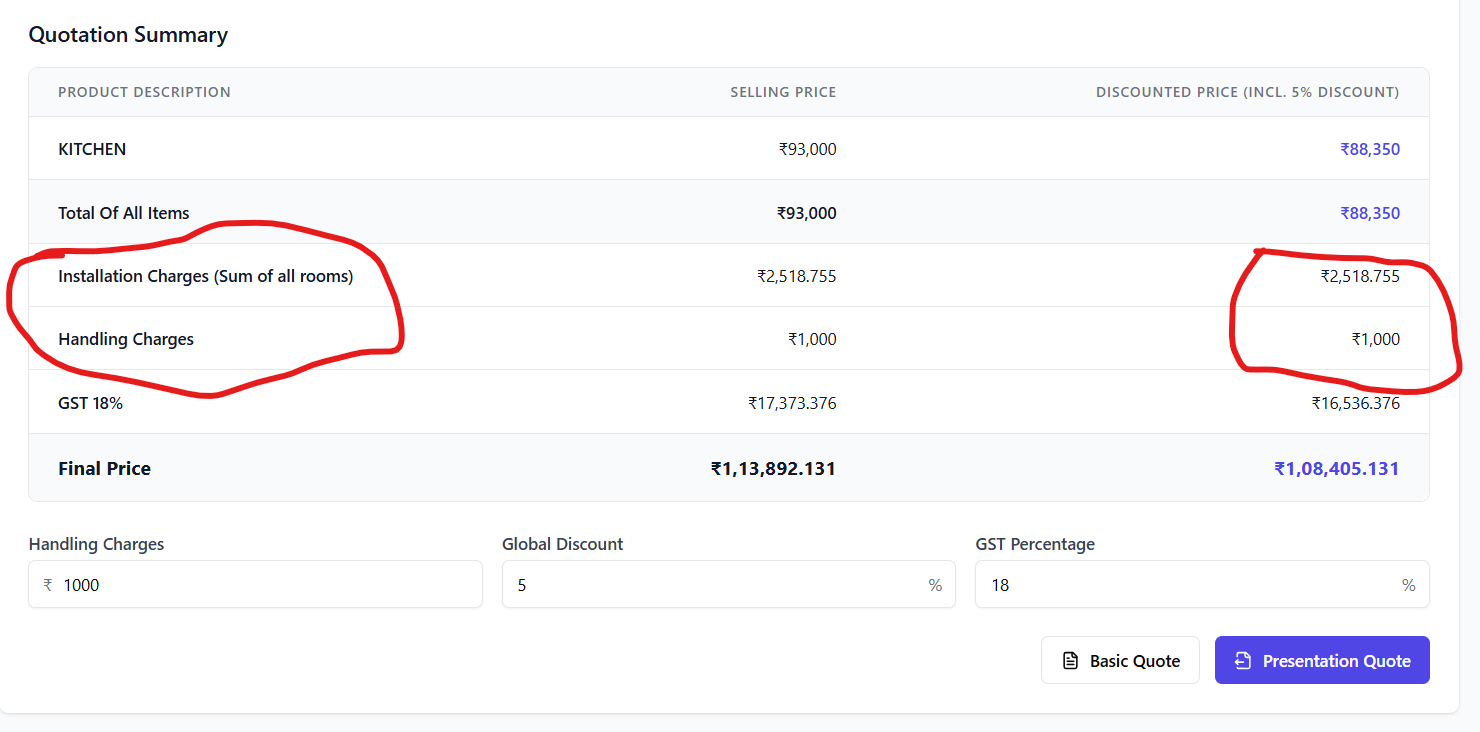 Quotation Summary
PRODUCT DESCRIPTION SELLING PRICE DISCOUNTED PRICE (INCL. 5% DISCOUNT)
KITCHEN ₹93,000 ₹88,350
Total Of All Items ₹93,000 ₹88,350
Installation Charges (Sum of all rooms) ₹2,518.755 ₹2,518.755
Handling Charges ₹1,000 ₹1,000
GST 18% ₹17,373.376 ₹16,536.376
Final Price ₹1,13,892.131 ₹1,08,405.131
Handling Charges Global Discount GST Percentage
₹ 1000 5 % 18 %
Basic Quote Presentation Quote